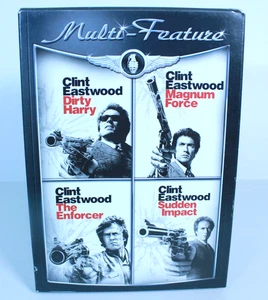 Multi-Feature
Clint
Eastwood
Dirty
Harry
Clint
Eastwood
Magnum
Force
Clint
Eastwood
The
Enforcer
Clint
Eastwood
Sudden
Impact